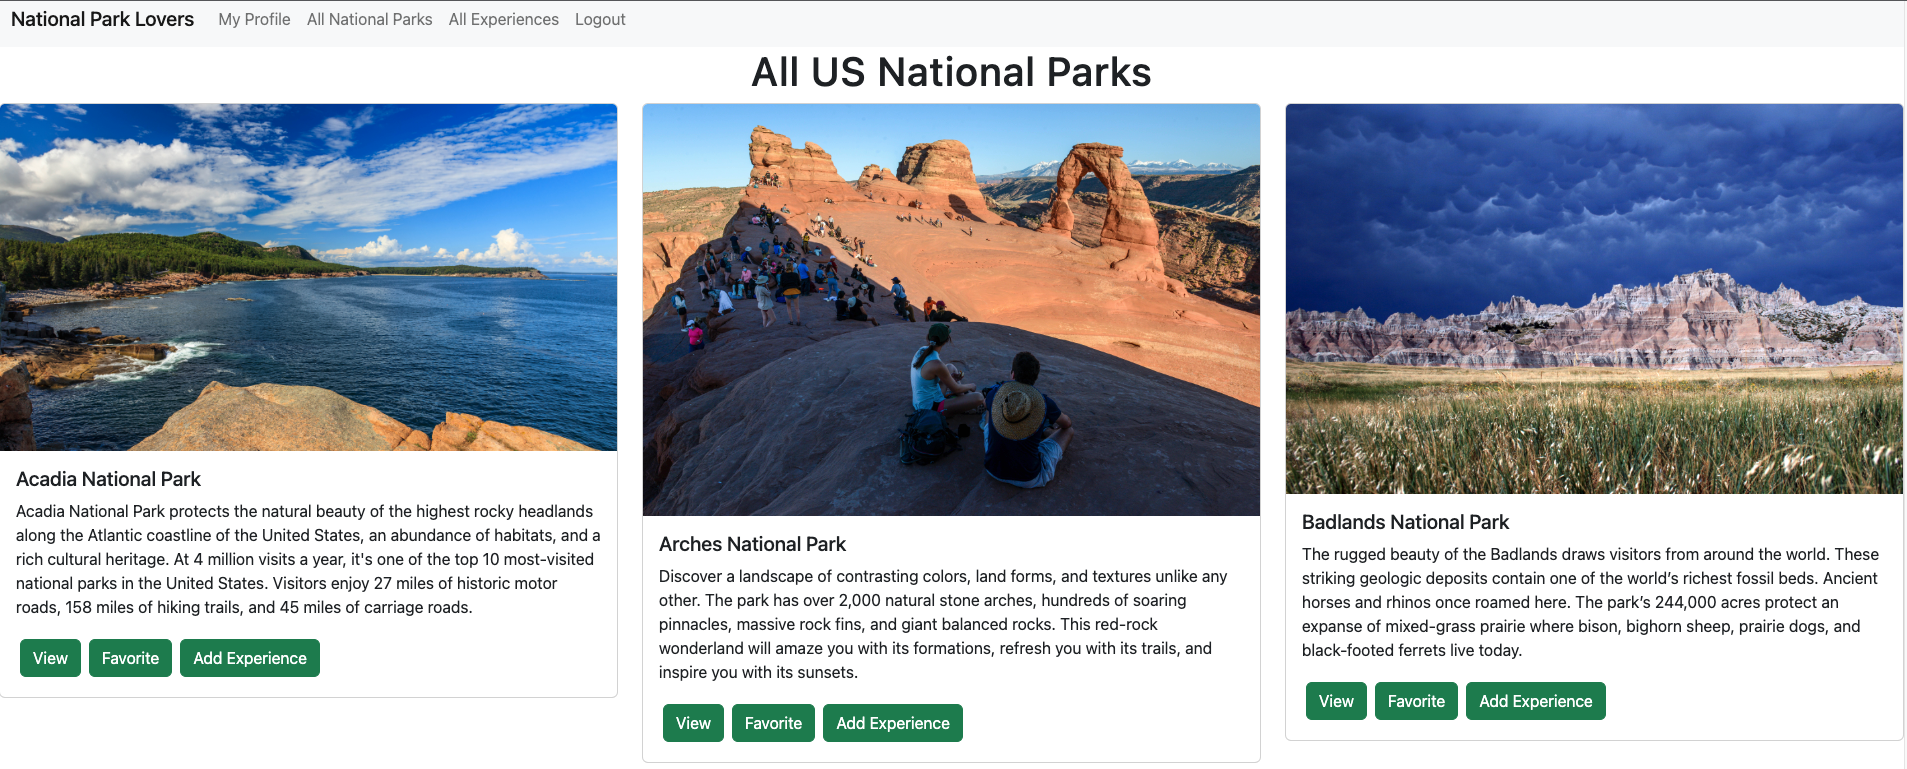 National Park Lovers My Profile All National Parks All Experiences Logout
All US National Parks
Acadia National Park
Acadia National Park protects the natural beauty of the highest rocky headlands
along the Atlantic coastline of the United States, an abundance of habitats, and a
rich cultural heritage. At 4 million visits a year, it's one of the top 10 most-visited
national parks in the United States. Visitors enjoy 27 miles of historic motor
roads, 158 miles of hiking trails, and 45 miles of carriage roads.
View Favorite Add Experience
Arches National Park
Discover a landscape of contrasting colors, land forms, and textures unlike any
other. The park has over 2,000 natural stone arches, hundreds of soaring
pinnacles, massive rock fins, and giant balanced rocks. This red-rock
wonderland will amaze you with its formations, refresh you with its trails, and
inspire you with its sunsets.
View Favorite Add Experience
Badlands National Park
The rugged beauty of the Badlands draws visitors from around the world. These
striking geologic deposits contain one of the world’s richest fossil beds. Ancient
horses and rhinos once roamed here. The park’s 244,000 acres protect an
expanse of mixed-grass prairie where bison, bighorn sheep, prairie dogs, and
black-footed ferrets live today.
View Favorite Add Experience